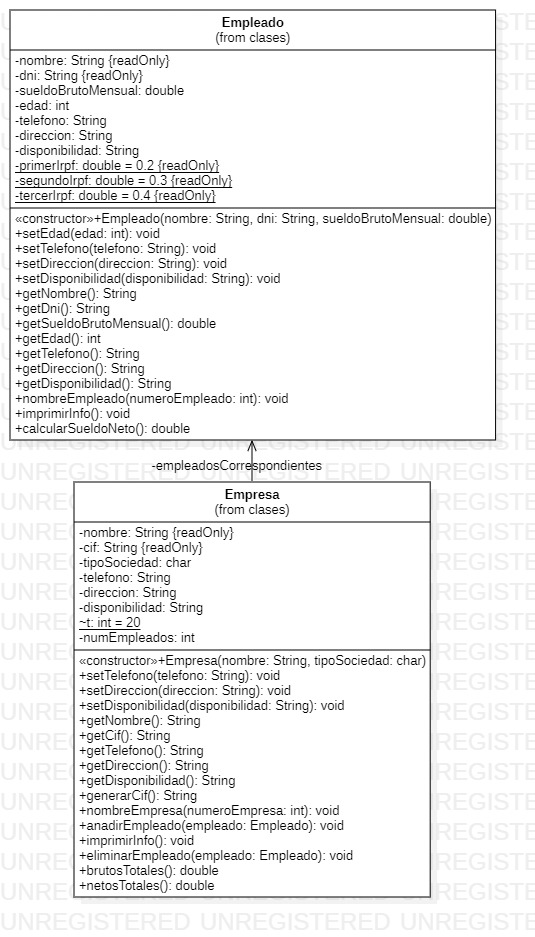 Empleado
(from clases)
-nombre: String {readOnly}
-dni: String {readOnly}
-sueldoBrutoMensual: double
-edad: int
-telefono: String
-direccion: String
-disponibilidad: String
-primerIrpf: double = 0.2 {readOnly}
-segundoIrpf: double = 0.3 {readOnly}
-tercerIrpf: double = 0.4 {readOnly}
«constructor»+Empleado(nombre: String, dni: String, sueldoBrutoMensual: double)
+setEdad(edad: int): void
+setTelefono(telefono: String): void
+setDireccion(direccion: String): void
+setDisponibilidad(disponibilidad: String): void
+getNombre(): String
+getDni(): String
+getSueldoBrutoMensual(): double
+getEdad(): int
+getTelefono(): String
+getDireccion(): String
+getDisponibilidad(): String
+nombreEmpleado(numeroEmpleado: int): void
+imprimirInfo(): void
+calcularSueldoNeto(): double
-empleadosCorrespondientes
Empresa
(from clases)
-nombre: String {readOnly}
-cif: String {readOnly}
-tipoSociedad: char
-telefono: String
-direccion: String
-disponibilidad: String
~t: int = 20
-numEmpleados: int
«constructor»+Empresa(nombre: String, tipoSociedad: char)
+setTelefono(telefono: String): void
+setDireccion(direccion: String): void
+setDisponibilidad(disponibilidad: String): void
+getNombre(): String
+getCif(): String
+getTelefono(): String
+getDireccion(): String
+getDisponibilidad(): String
+generarCif(): String
+nombreEmpresa(numeroEmpresa: int): void
+anadirEmpleado(empleado: Empleado): void
+imprimirInfo(): void
+eliminarEmpleado(empleado: Empleado): void
+brutosTotales(): double
+netosTotales(): double
UNREGISTERED UNREGISTERED UNREGISTE